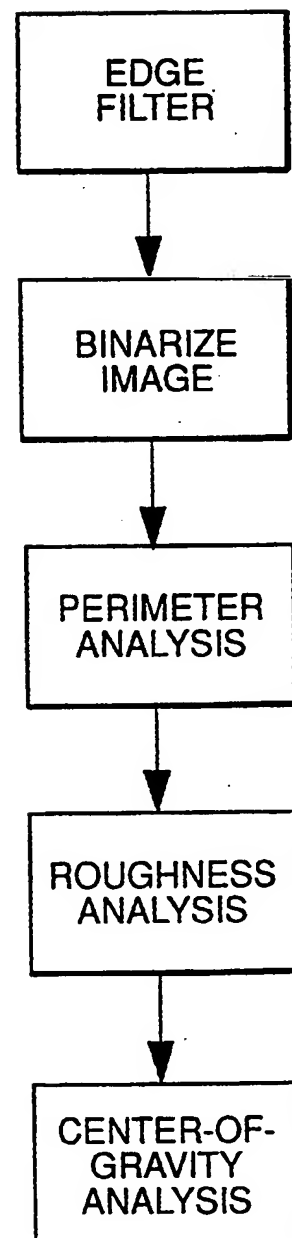 EDGE
FILTER
BINARIZE
IMAGE
PERIMETER
ANALYSIS
ROUGHNESS
ANALYSIS
CENTER-OF-
GRAVITY
ANALYSIS